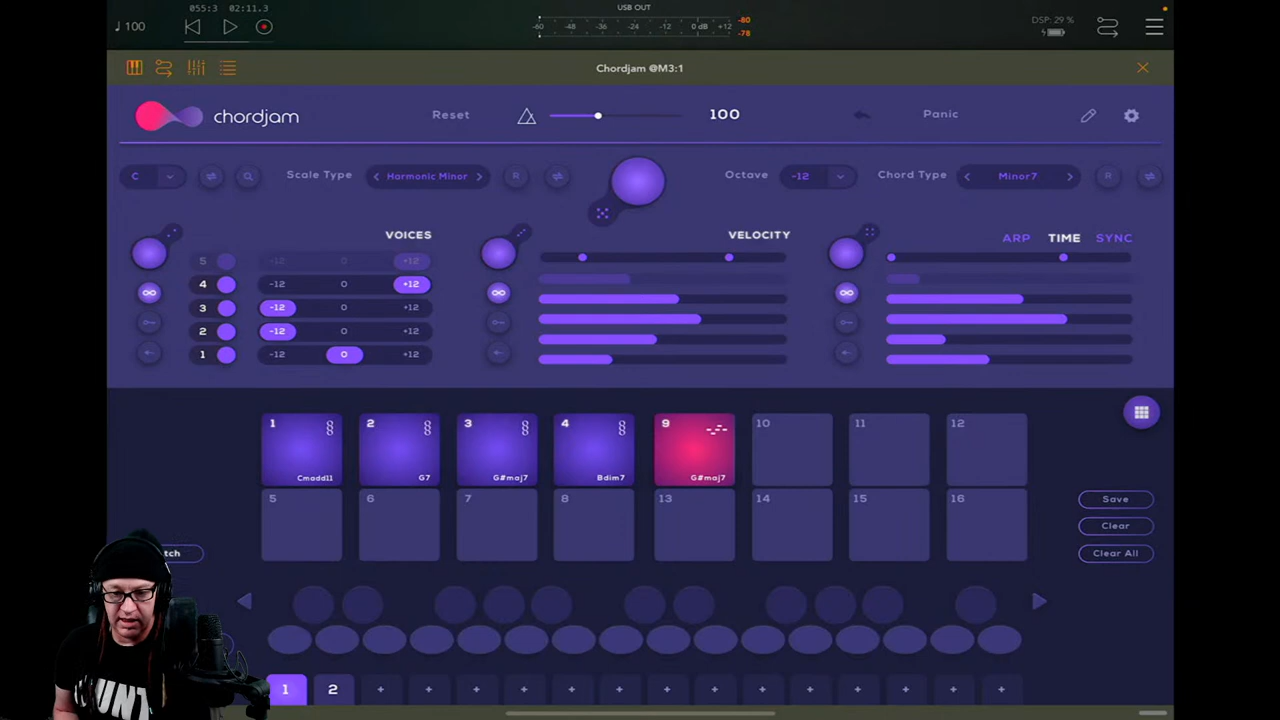 055:3 02:11.3
USB OUT
♩ 100
-60 -48 -36 -24 -12 0 dB +12
-80
-78
DSP: 29 %
Chordjam @M3:1
chordjam
Reset
100
Panic
C
Scale Type
Harmonic Minor
R
Octave
-12
Chord Type
Minor7
R
VOICES
VELOCITY
ARP TIME SYNC
5 -12 0 +12
4 -12 0 +12
3 -12 0 +12
2 -12 0 +12
1 -12 0 +12
1 2 3 4 9 10 11 12
Cmadd11 G7 G#maj7 Bdim7 G#maj7
5 6 7 8 13 14 15 16
Save
Clear
Clear All
1 2 + + + + + + + + + + + + + +